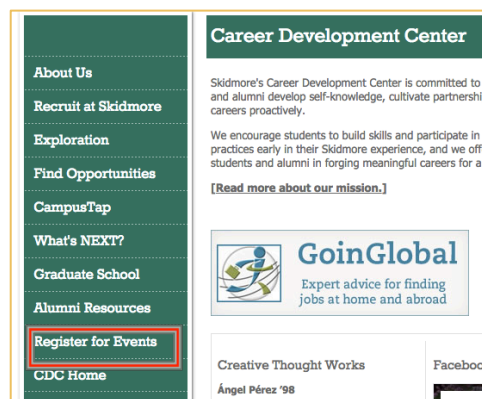 About Us
Recruit at Skidmore
Exploration
Find Opportunities
CampusTap
What's NEXT?
Graduate School
Alumni Resources
Register for Events
CDC Home
Career Development Center
Skidmore's Career Development Center is committed to
and alumni develop self-knowledge, cultivate
careers proactively.
We encourage students to build skills and participate in
practices early in their Skidmore experience, and we
students and alumni in forging meaningful careers for a
[Read more about our mission.]
GoinGlobal
Expert advice for finding
jobs at home and abroad
Creative Thought Works
Ángel Pérez '98